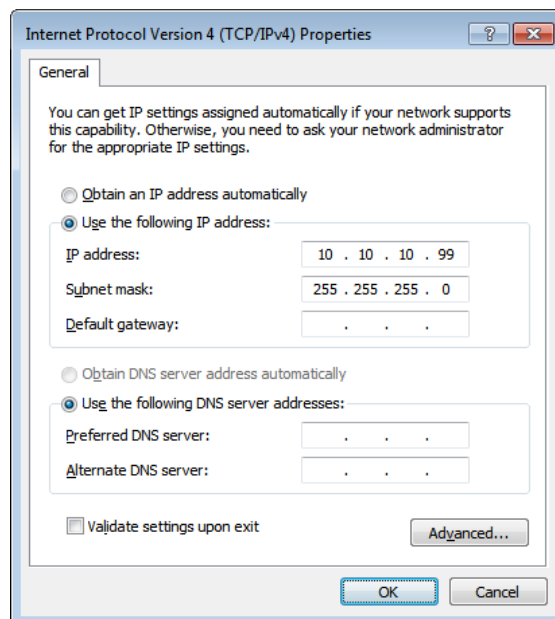 Internet Protocol Version 4 (TCP/IPv4) Properties
?
General
You can get IP settings assigned automatically if your network supports
this capability. Otherwise, you need to ask your network administrator
for the appropriate IP settings.
Obtain an IP address automatically
Use the following IP address:
IP address: 10 . 10 . 10 . 99
Subnet mask: 255 . 255 . 255 . 0
Default gateway: . . .
Obtain DNS server address automatically
Use the following DNS server addresses:
Preferred DNS server: . . .
Alternate DNS server: . . .
Validate settings upon exit
Advanced...
OK Cancel